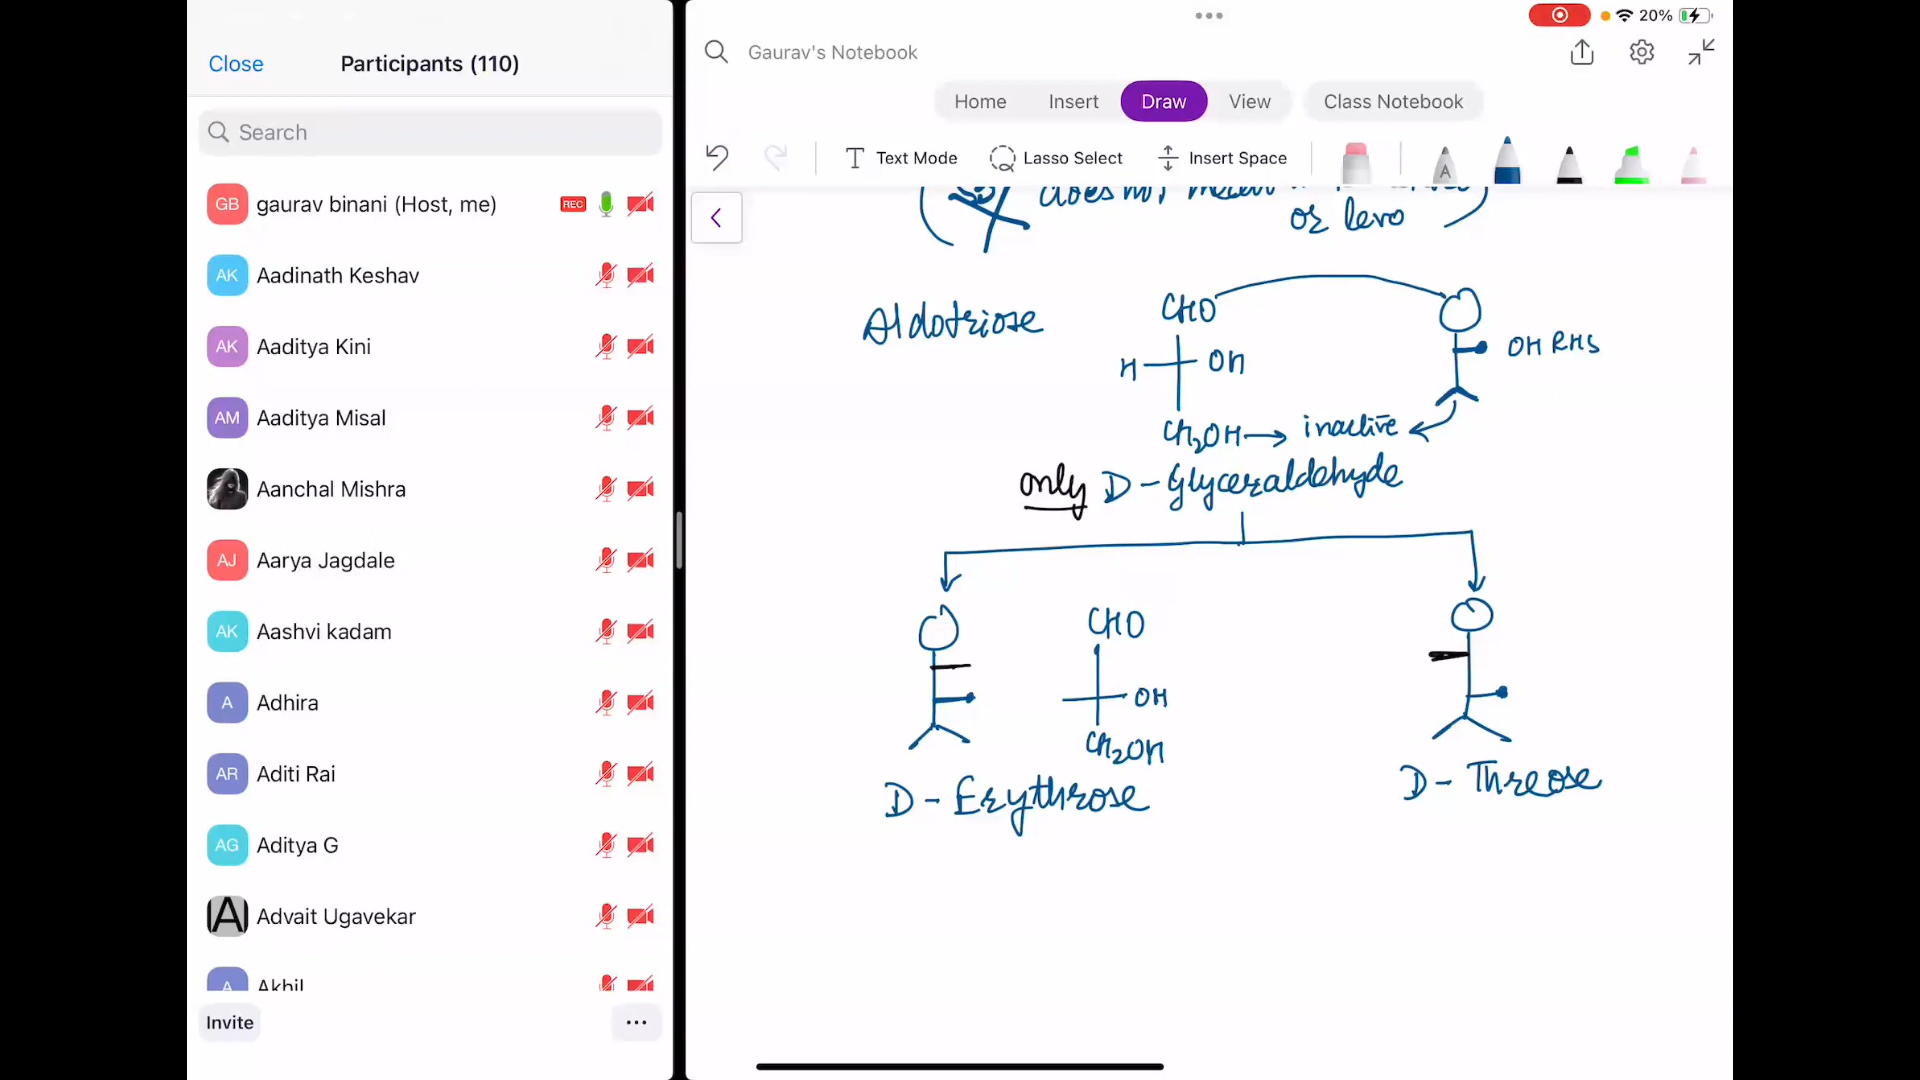 20%
Close
Participants (110)
Search
GB gaurav binani (Host, me) REC
AK Aadinath Keshav
AK Aaditya Kini
AM Aaditya Misal
Aanchal Mishra
AJ Aarya Jagdale
AK Aashvi kadam
A Adhira
AR Aditi Rai
AG Aditya G
A Advait Ugavekar
A Akhil
Invite
Gaurav's Notebook
Home Insert Draw View Class Notebook
Text Mode Lasso Select Insert Space
does not mean
or levo
Aldotriose
CHO
H OH
CH₂OH → inactive
OH RHS
only D - Glyceraldehyde
CHO
OH
CH₂OH
D - Erythrose
D - Threose